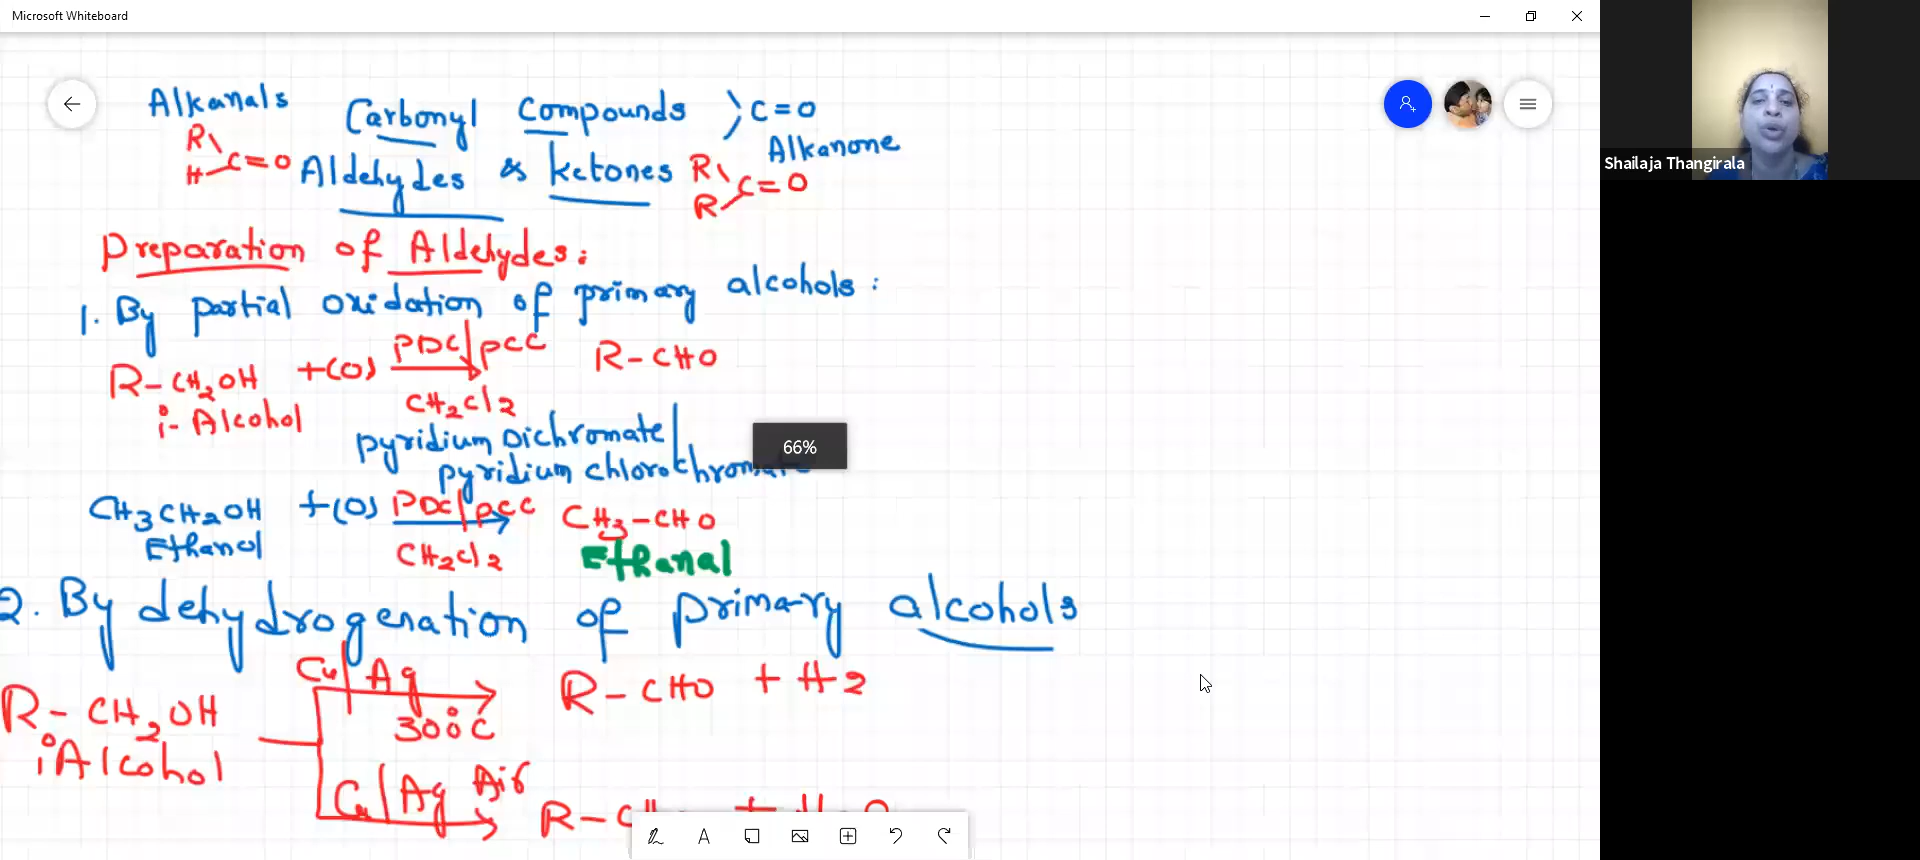 Microsoft Whiteboard
Alkanals Carbonyl Compounds >C=O
Alkanone
R
H C=O Aldehydes & ketones R
R C=O
Preparation of Aldehydes:
1. By partial oxidation of primary alcohols:
R-CH2OH +(O) PDC|PCC R-CHO
CH2Cl2
1°- Alcohol
pyridium Dichromate|
pyridium chlorochromate
66%
CH3CH2OH +(O) PDC|PCC CH3-CHO
Ethanol CH2Cl2 Ethanal
2. By dehydrogenation of primary alcohols
Cu|Ag R-CHO + H2
300°C
R-CH2OH
1°Alcohol
Cu|Ag Air
Shailaja Thangirala